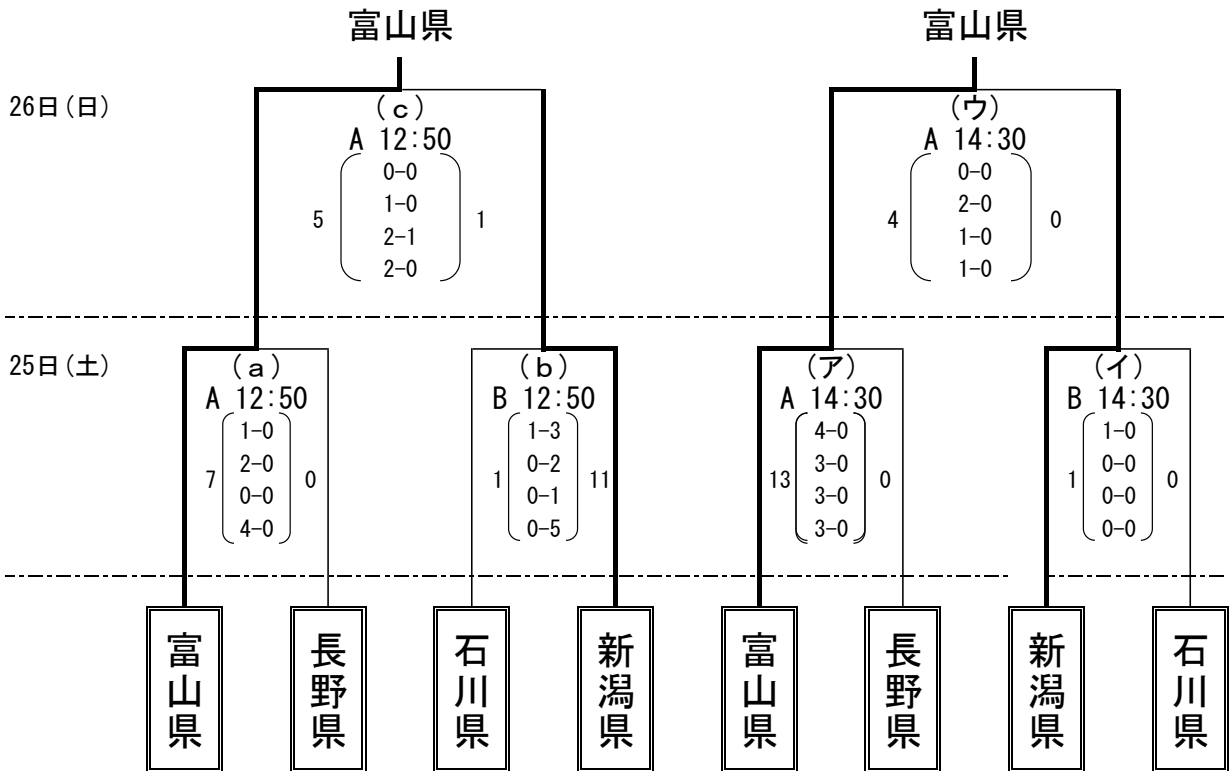 富山県 富山県
26日(日)
(c) (ウ)
A 12:50 A 14:30
0-0 0-0
1-0 2-0
5 1 4 0
2-1 1-0
2-0 1-0
25日(土) (a) (b) (ア) (イ)
A 12:50 B 12:50 A 14:30 B 14:30
1-0 1-3 4-0 1-0
2-0 0-2 3-0 0-0
7 0 1 11 13 0 1 0
0-0 0-1 3-0 0-0
4-0 0-5 3-0 0-0
富山県 長野県 石川県 新潟県 富山県 長野県 新潟県 石川県